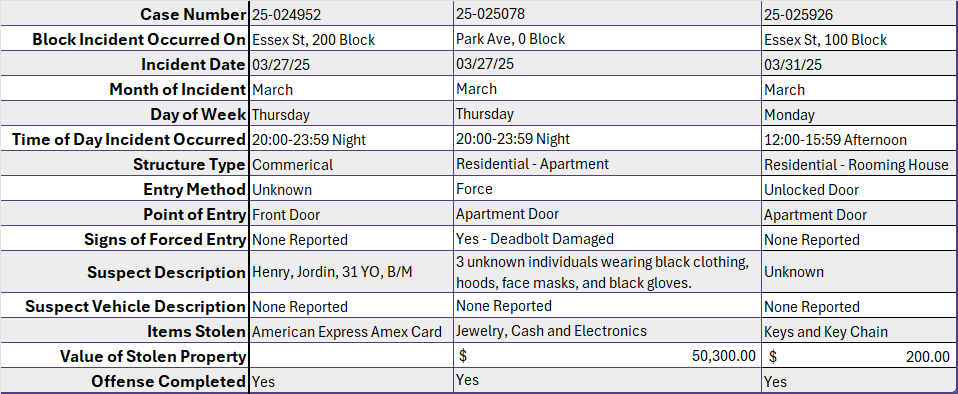 Case Number 25-024952 25-025078 25-025926
Block Incident Occurred On Essex St, 200 Block Park Ave, 0 Block Essex St, 100 Block
Incident Date 03/27/25 03/27/25 03/31/25
Month of Incident March March March
Day of Week Thursday Thursday Monday
Time of Day Incident Occurred 20:00-23:59 Night 20:00-23:59 Night 12:00-15:59 Afternoon
Structure Type Commerical Residential - Apartment Residential - Rooming House
Entry Method Unknown Force Unlocked Door
Point of Entry Front Door Apartment Door Apartment Door
Signs of Forced Entry None Reported Yes - Deadbolt Damaged None Reported
Suspect Description Henry, Jordin, 31 YO, B/M 3 unknown individuals wearing black clothing,
hoods, face masks, and black gloves. Unknown
Suspect Vehicle Description None Reported None Reported None Reported
Items Stolen American Express Amex Card Jewelry, Cash and Electronics Keys and Key Chain
Value of Stolen Property $ 50,300.00 $ 200.00
Offense Completed Yes Yes Yes